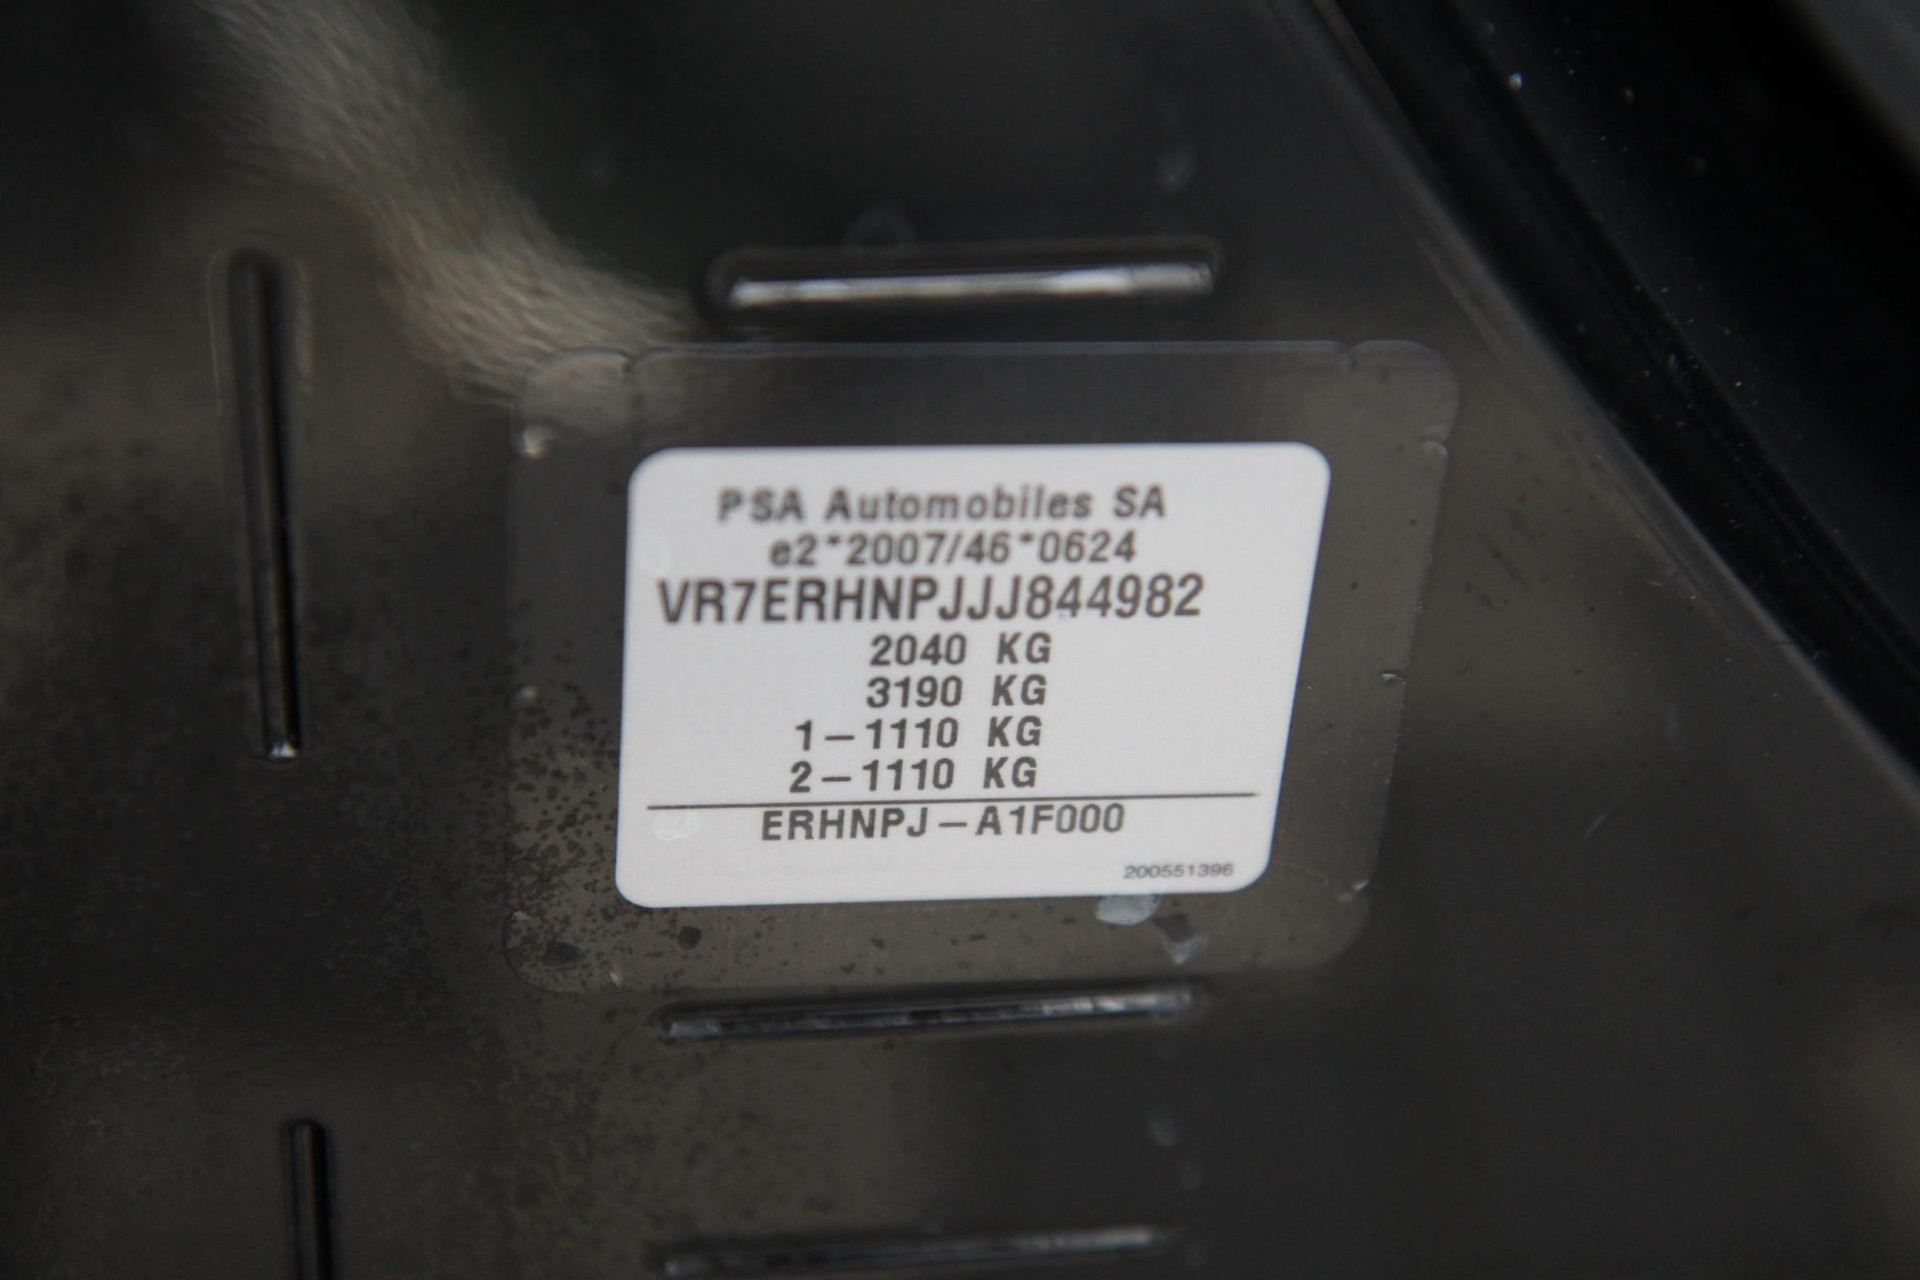 PSA Automobiles SA
e2*2007/46*0624
VR7ERHNPJJJ844982
2040 KG
3190 KG
1-1110 KG
2-1110 KG
ERHNPJ-A1F000
200551396